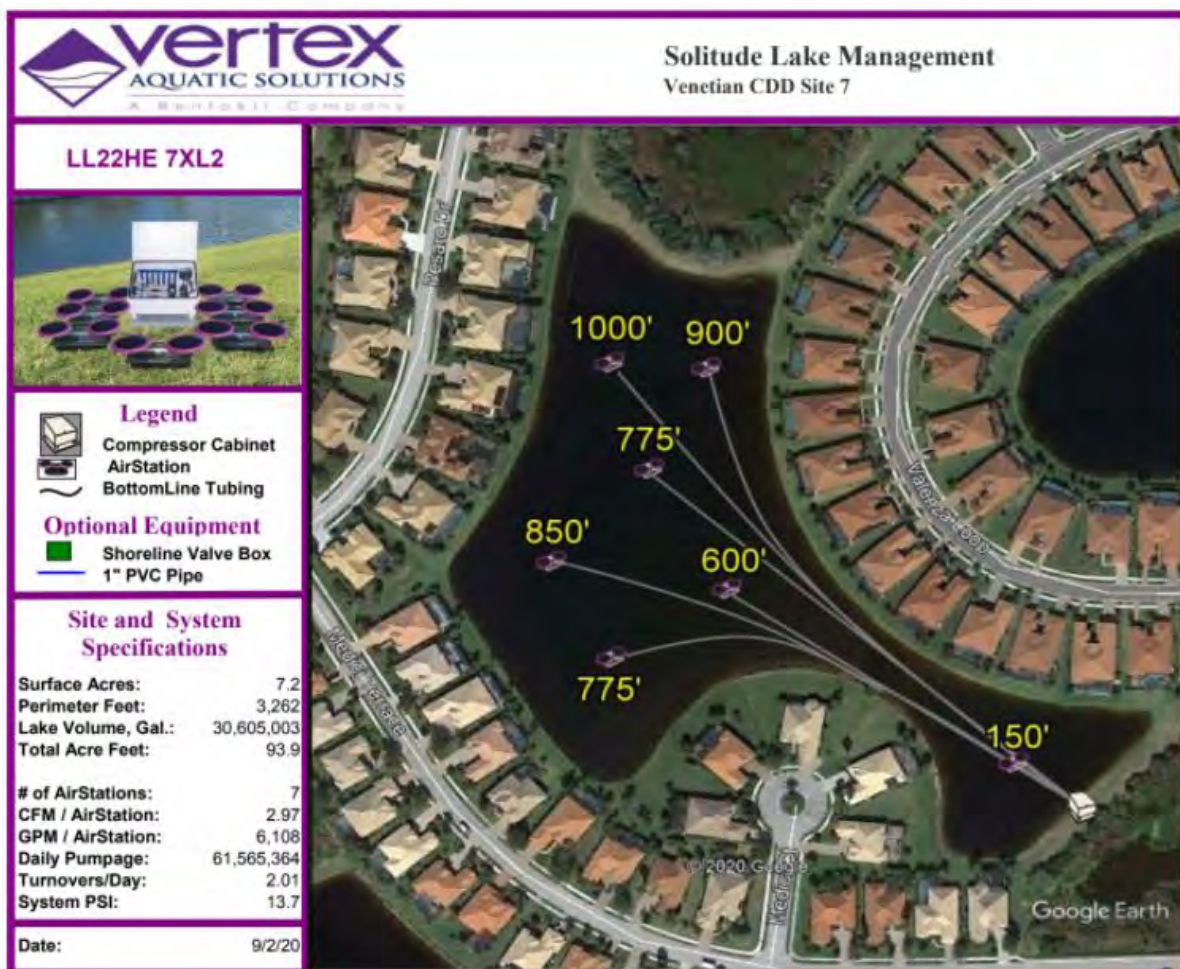 vertex
AQUATIC SOLUTIONS
A Rentokil Company
Solitude Lake Management
Venetian CDD Site 7
LL22HE 7XL2
Legend
Compressor Cabinet
AirStation
BottomLine Tubing
Optional Equipment
Shoreline Valve Box
1" PVC Pipe
Site and System
Specifications
Surface Acres: 7.2
Perimeter Feet: 3,262
Lake Volume, Gal.: 30,605,003
Total Acre Feet: 93.9
# of AirStations: 7
CFM / AirStation: 2.97
GPM / AirStation: 6,108
Daily Pumpage: 61,565,364
Turnovers/Day: 2.01
System PSI: 13.7
Date: 9/2/20
Pesaro Dr
1000'
900'
775'
Valenza Loop
850'
600'
775'
150'
© 2020 Google
Google Earth